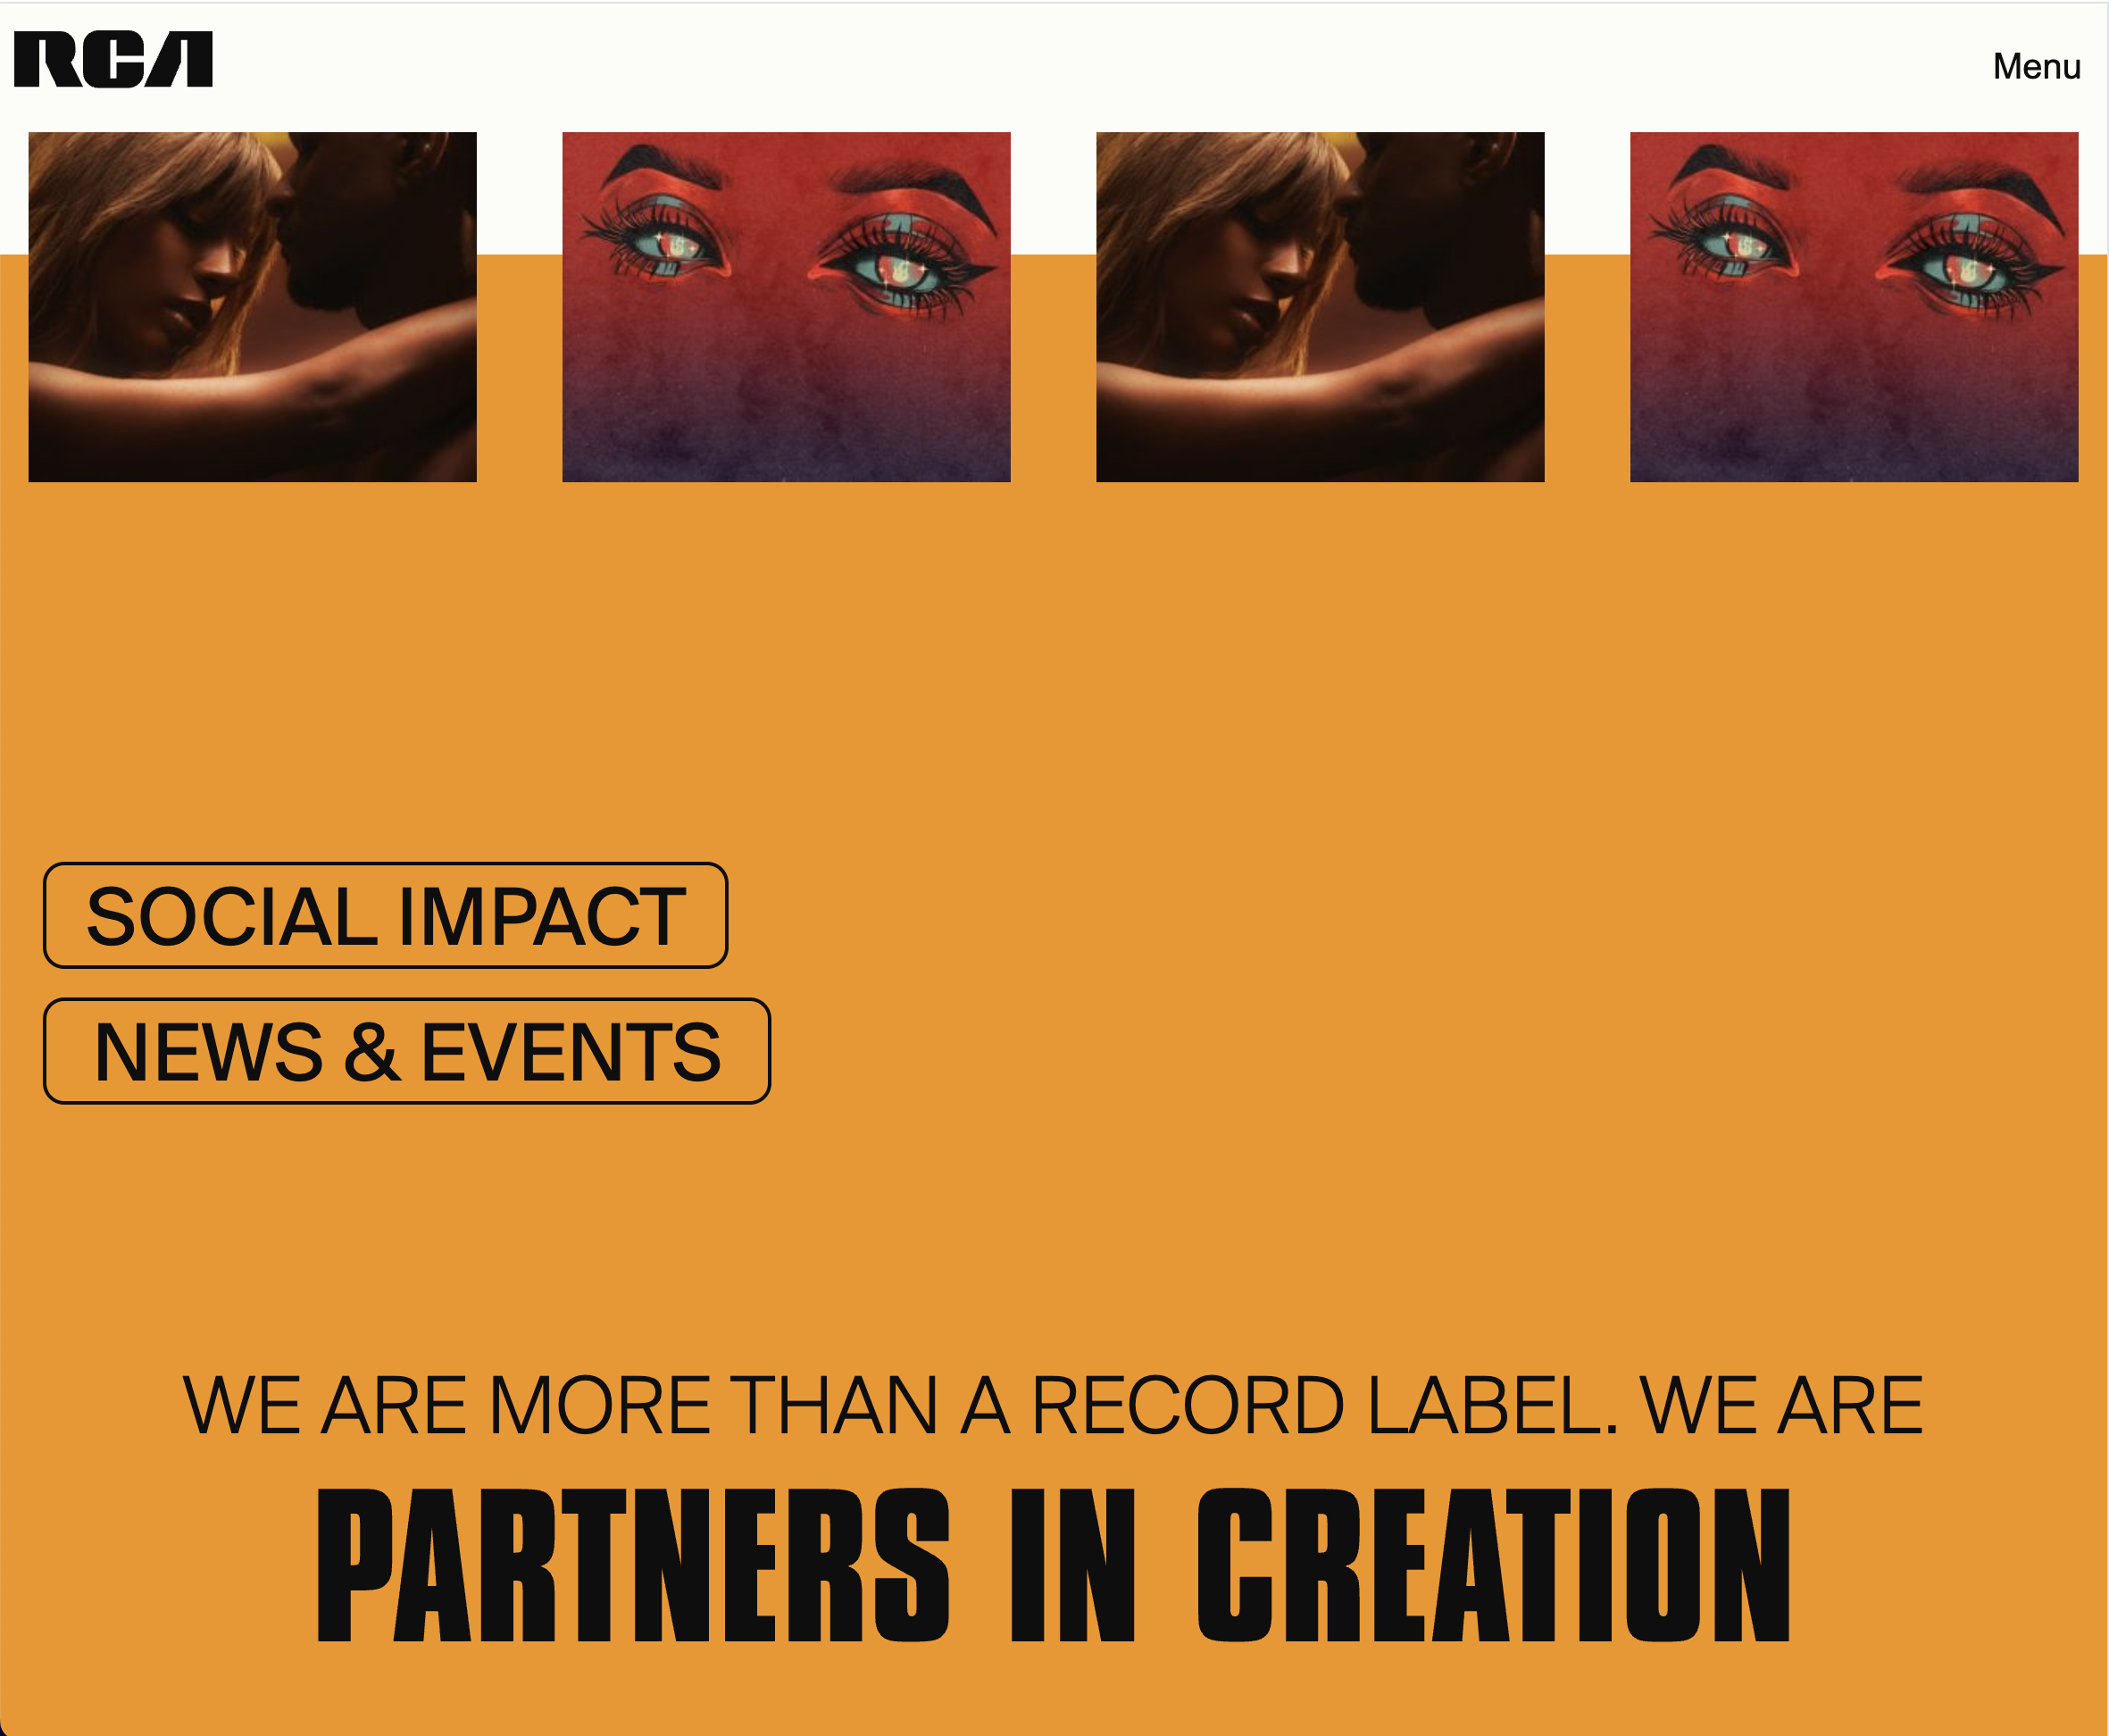 RCA
Menu
SOCIAL IMPACT
NEWS & EVENTS
WE ARE MORE THAN A RECORD LABEL. WE ARE
PARTNERS IN CREATION